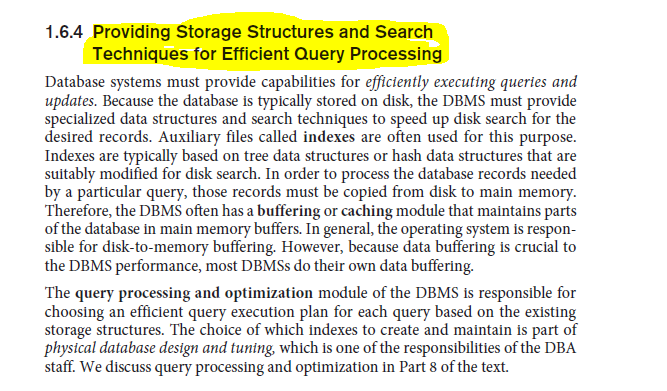 1.6.4 Providing Storage Structures and Search
Techniques for Efficient Query Processing
Database systems must provide capabilities for efficiently executing queries and
updates. Because the database is typically stored on disk, the DBMS must provide
specialized data structures and search techniques to speed up disk search for the
desired records. Auxiliary files called indexes are often used for this purpose.
Indexes are typically based on tree data structures or hash data structures that are
suitably modified for disk search. In order to process the database records needed
by a particular query, those records must be copied from disk to main memory.
Therefore, the DBMS often has a buffering or caching module that maintains parts
of the database in main memory buffers. In general, the operating system is respon-
sible for disk-to-memory buffering. However, because data buffering is crucial to
the DBMS performance, most DBMSs do their own data buffering.
The query processing and optimization module of the DBMS is responsible for
choosing an efficient query execution plan for each query based on the existing
storage structures. The choice of which indexes to create and maintain is part of
physical database design and tuning, which is one of the responsibilities of the DBA
staff. We discuss query processing and optimization in Part 8 of the text.